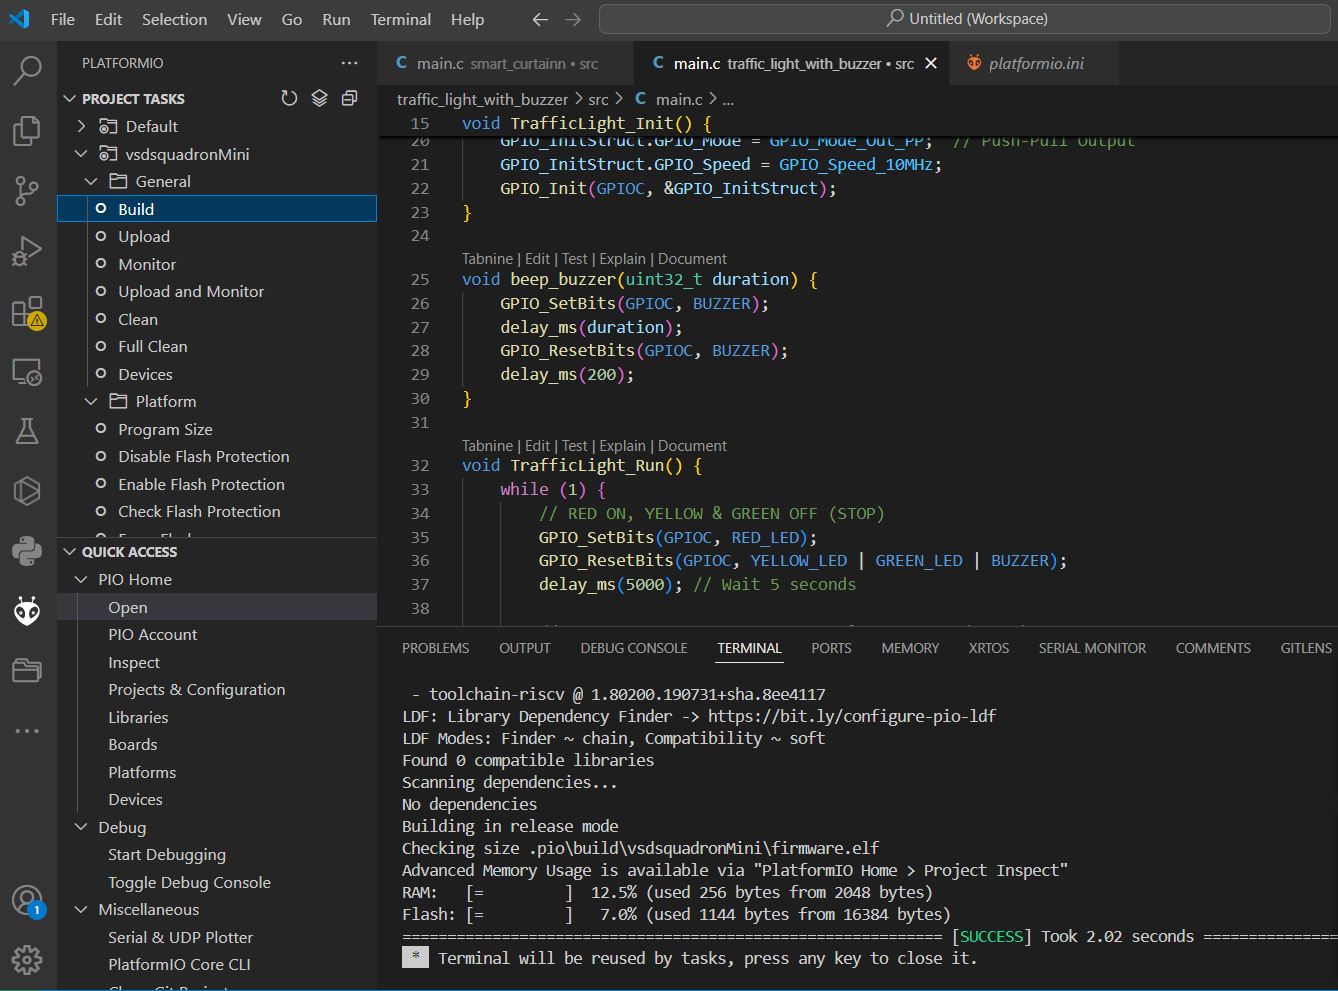 File Edit Selection View Go Run Terminal Help
Untitled (Workspace)
PLATFORMIO
PROJECT TASKS
Default
vsdsquadronMini
General
Build
Upload
Monitor
Upload and Monitor
Clean
Full Clean
Devices
Platform
Program Size
Disable Flash Protection
Enable Flash Protection
Check Flash Protection
QUICK ACCESS
PIO Home
Open
PIO Account
Inspect
Projects & Configuration
Libraries
Boards
Platforms
Devices
Debug
Start Debugging
Toggle Debug Console
Miscellaneous
Serial & UDP Plotter
PlatformIO Core CLI
1
C main.c smart_curtainn • src
C main.c traffic_light_with_buzzer • src
platformio.ini
traffic_light_with_buzzer > src > C main.c > ...
15 void TrafficLight_Init() {
20 GPIO_InitStruct.GPIO_Mode = GPIO_Mode_Out_PP; // Push-Pull Output
21 GPIO_InitStruct.GPIO_Speed = GPIO_Speed_10MHz;
22 GPIO_Init(GPIOC, &GPIO_InitStruct);
23 }
24
Tabnine | Edit | Test | Explain | Document
25 void beep_buzzer(uint32_t duration) {
26 GPIO_SetBits(GPIOC, BUZZER);
27 delay_ms(duration);
28 GPIO_ResetBits(GPIOC, BUZZER);
29 delay_ms(200);
30 }
31
Tabnine | Edit | Test | Explain | Document
32 void TrafficLight_Run() {
33 while (1) {
34 // RED ON, YELLOW & GREEN OFF (STOP)
35 GPIO_SetBits(GPIOC, RED_LED);
36 GPIO_ResetBits(GPIOC, YELLOW_LED | GREEN_LED | BUZZER);
37 delay_ms(5000); // Wait 5 seconds
38
PROBLEMS OUTPUT DEBUG CONSOLE TERMINAL PORTS MEMORY XRTOS SERIAL MONITOR COMMENTS GITLENS
- toolchain-riscv @ 1.80200.190731+sha.8ee4117
LDF: Library Dependency Finder -> https://bit.ly/configure-pio-ldf
LDF Modes: Finder ~ chain, Compatibility ~ soft
Found 0 compatible libraries
Scanning dependencies...
No dependencies
Building in release mode
Checking size .pio\build\vsdsquadronMini\firmware.elf
Advanced Memory Usage is available via "PlatformIO Home > Project Inspect"
RAM: [= ] 12.5% (used 256 bytes from 2048 bytes)
Flash: [= ] 7.0% (used 1144 bytes from 16384 bytes)
============================================================ [SUCCESS] Took 2.02 seconds ===============
* Terminal will be reused by tasks, press any key to close it.